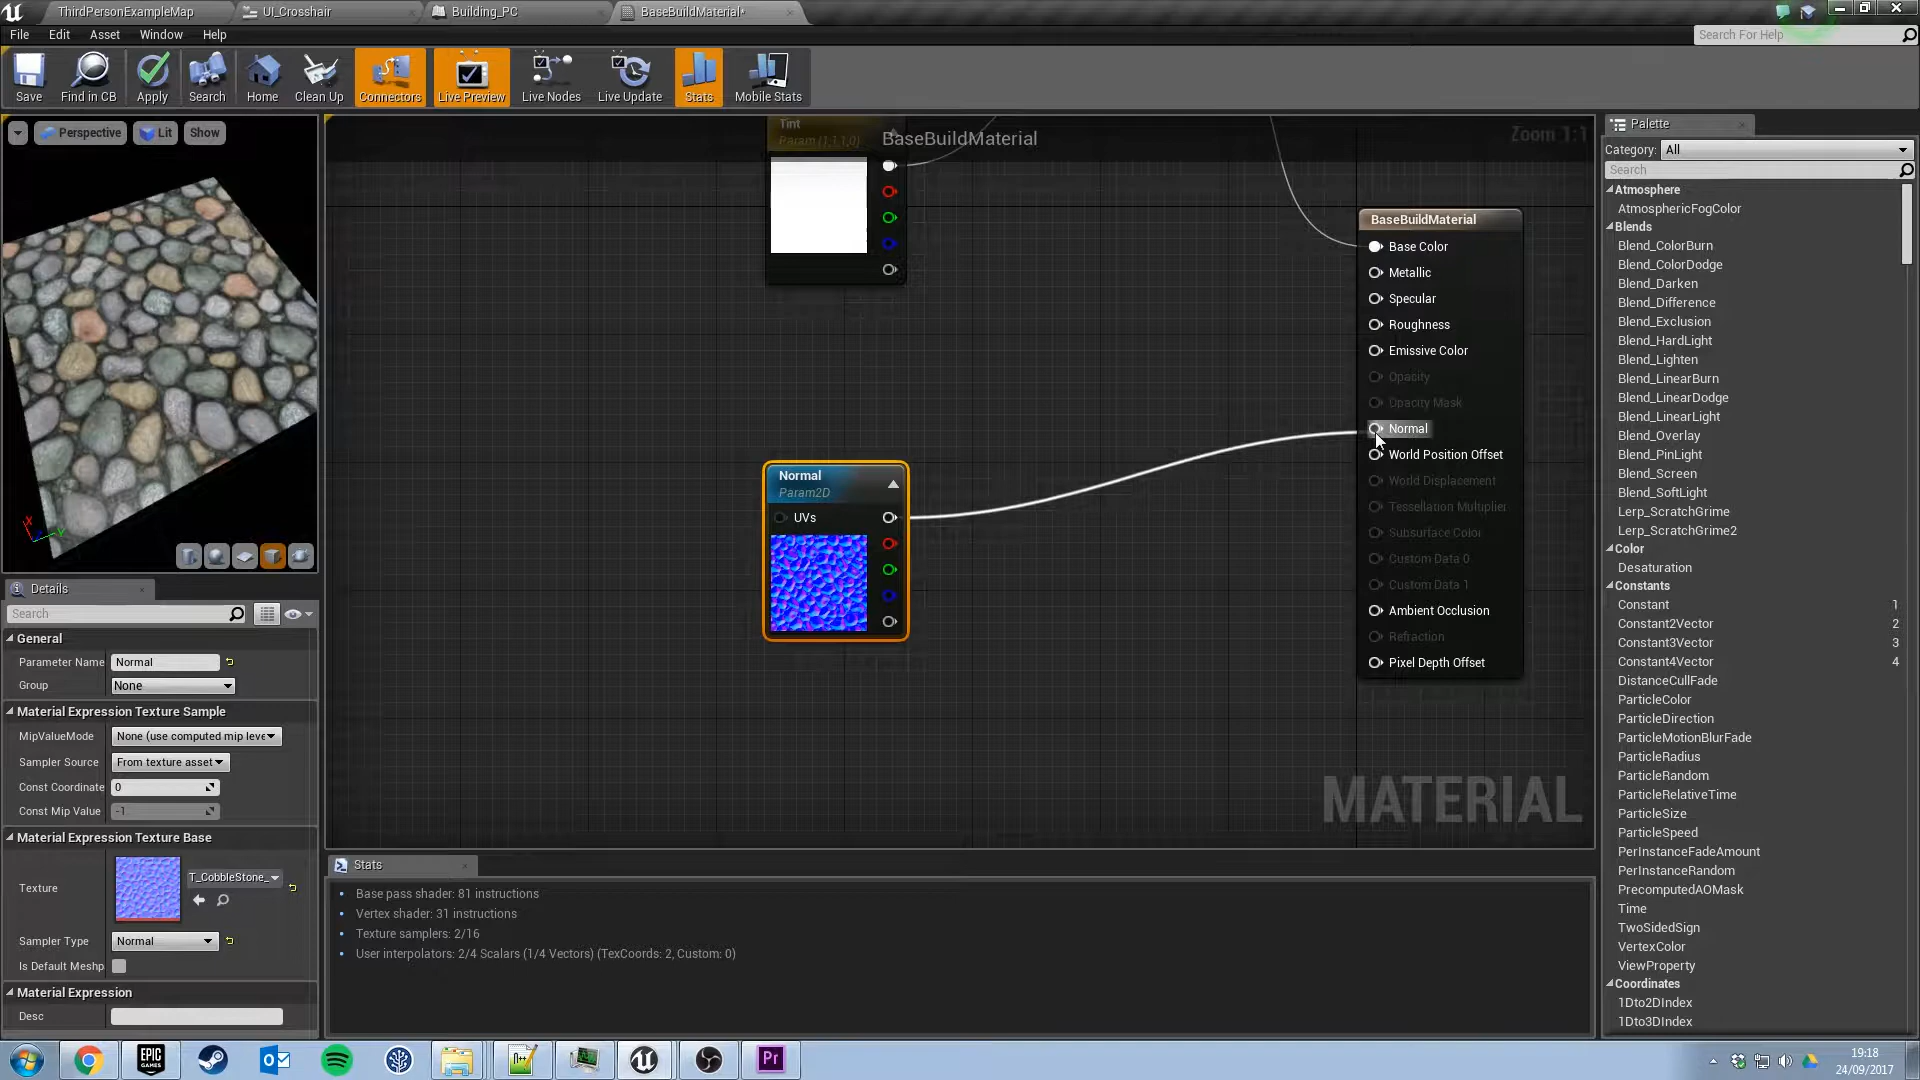 ThirdPersonExampleMap
UI_Crosshair
Building_PC
BaseBuildMaterial*
File Edit Asset Window Help
Search For Help
Save Find in CB Apply Search Home Clean Up Connectors Live Preview Live Nodes Live Update Stats Mobile Stats
Perspective Lit Show
Tint
Param (1,1,1,0)
BaseBuildMaterial
Zoom 1:1
BaseBuildMaterial
Base Color
Metallic
Specular
Roughness
Emissive Color
Opacity
Opacity Mask
Normal
World Position Offset
World Displacement
Tessellation Multiplier
Subsurface Color
Custom Data 0
Custom Data 1
Ambient Occlusion
Refraction
Pixel Depth Offset
Normal
Param2D
UVs
MATERIAL
X
Y
Details
Search
General
Parameter Name Normal
Group None
Material Expression Texture Sample
MipValueMode None (use computed mip leve
Sampler Source From texture asset
Const Coordinate 0
Const Mip Value -1
Material Expression Texture Base
Texture T_CobbleStone_
Sampler Type Normal
Is Default Meshp
Material Expression
Desc
Stats
• Base pass shader: 81 instructions
• Vertex shader: 31 instructions
• Texture samplers: 2/16
• User interpolators: 2/4 Scalars (1/4 Vectors) (TexCoords: 2, Custom: 0)
Palette
Category: All
Search
Atmosphere
AtmosphericFogColor
Blends
Blend_ColorBurn
Blend_ColorDodge
Blend_Darken
Blend_Difference
Blend_Exclusion
Blend_HardLight
Blend_Lighten
Blend_LinearBurn
Blend_LinearDodge
Blend_LinearLight
Blend_Overlay
Blend_PinLight
Blend_Screen
Blend_SoftLight
Lerp_ScratchGrime
Lerp_ScratchGrime2
Color
Desaturation
Constants
Constant 1
Constant2Vector 2
Constant3Vector 3
Constant4Vector 4
DistanceCullFade
ParticleColor
ParticleDirection
ParticleMotionBlurFade
ParticleRadius
ParticleRandom
ParticleRelativeTime
ParticleSize
ParticleSpeed
PerInstanceFadeAmount
PerInstanceRandom
PrecomputedAOMask
Time
TwoSidedSign
VertexColor
ViewProperty
Coordinates
1Dto2DIndex
1Dto3DIndex
EPIC
GAMES
Pr
19:18
24/09/2017